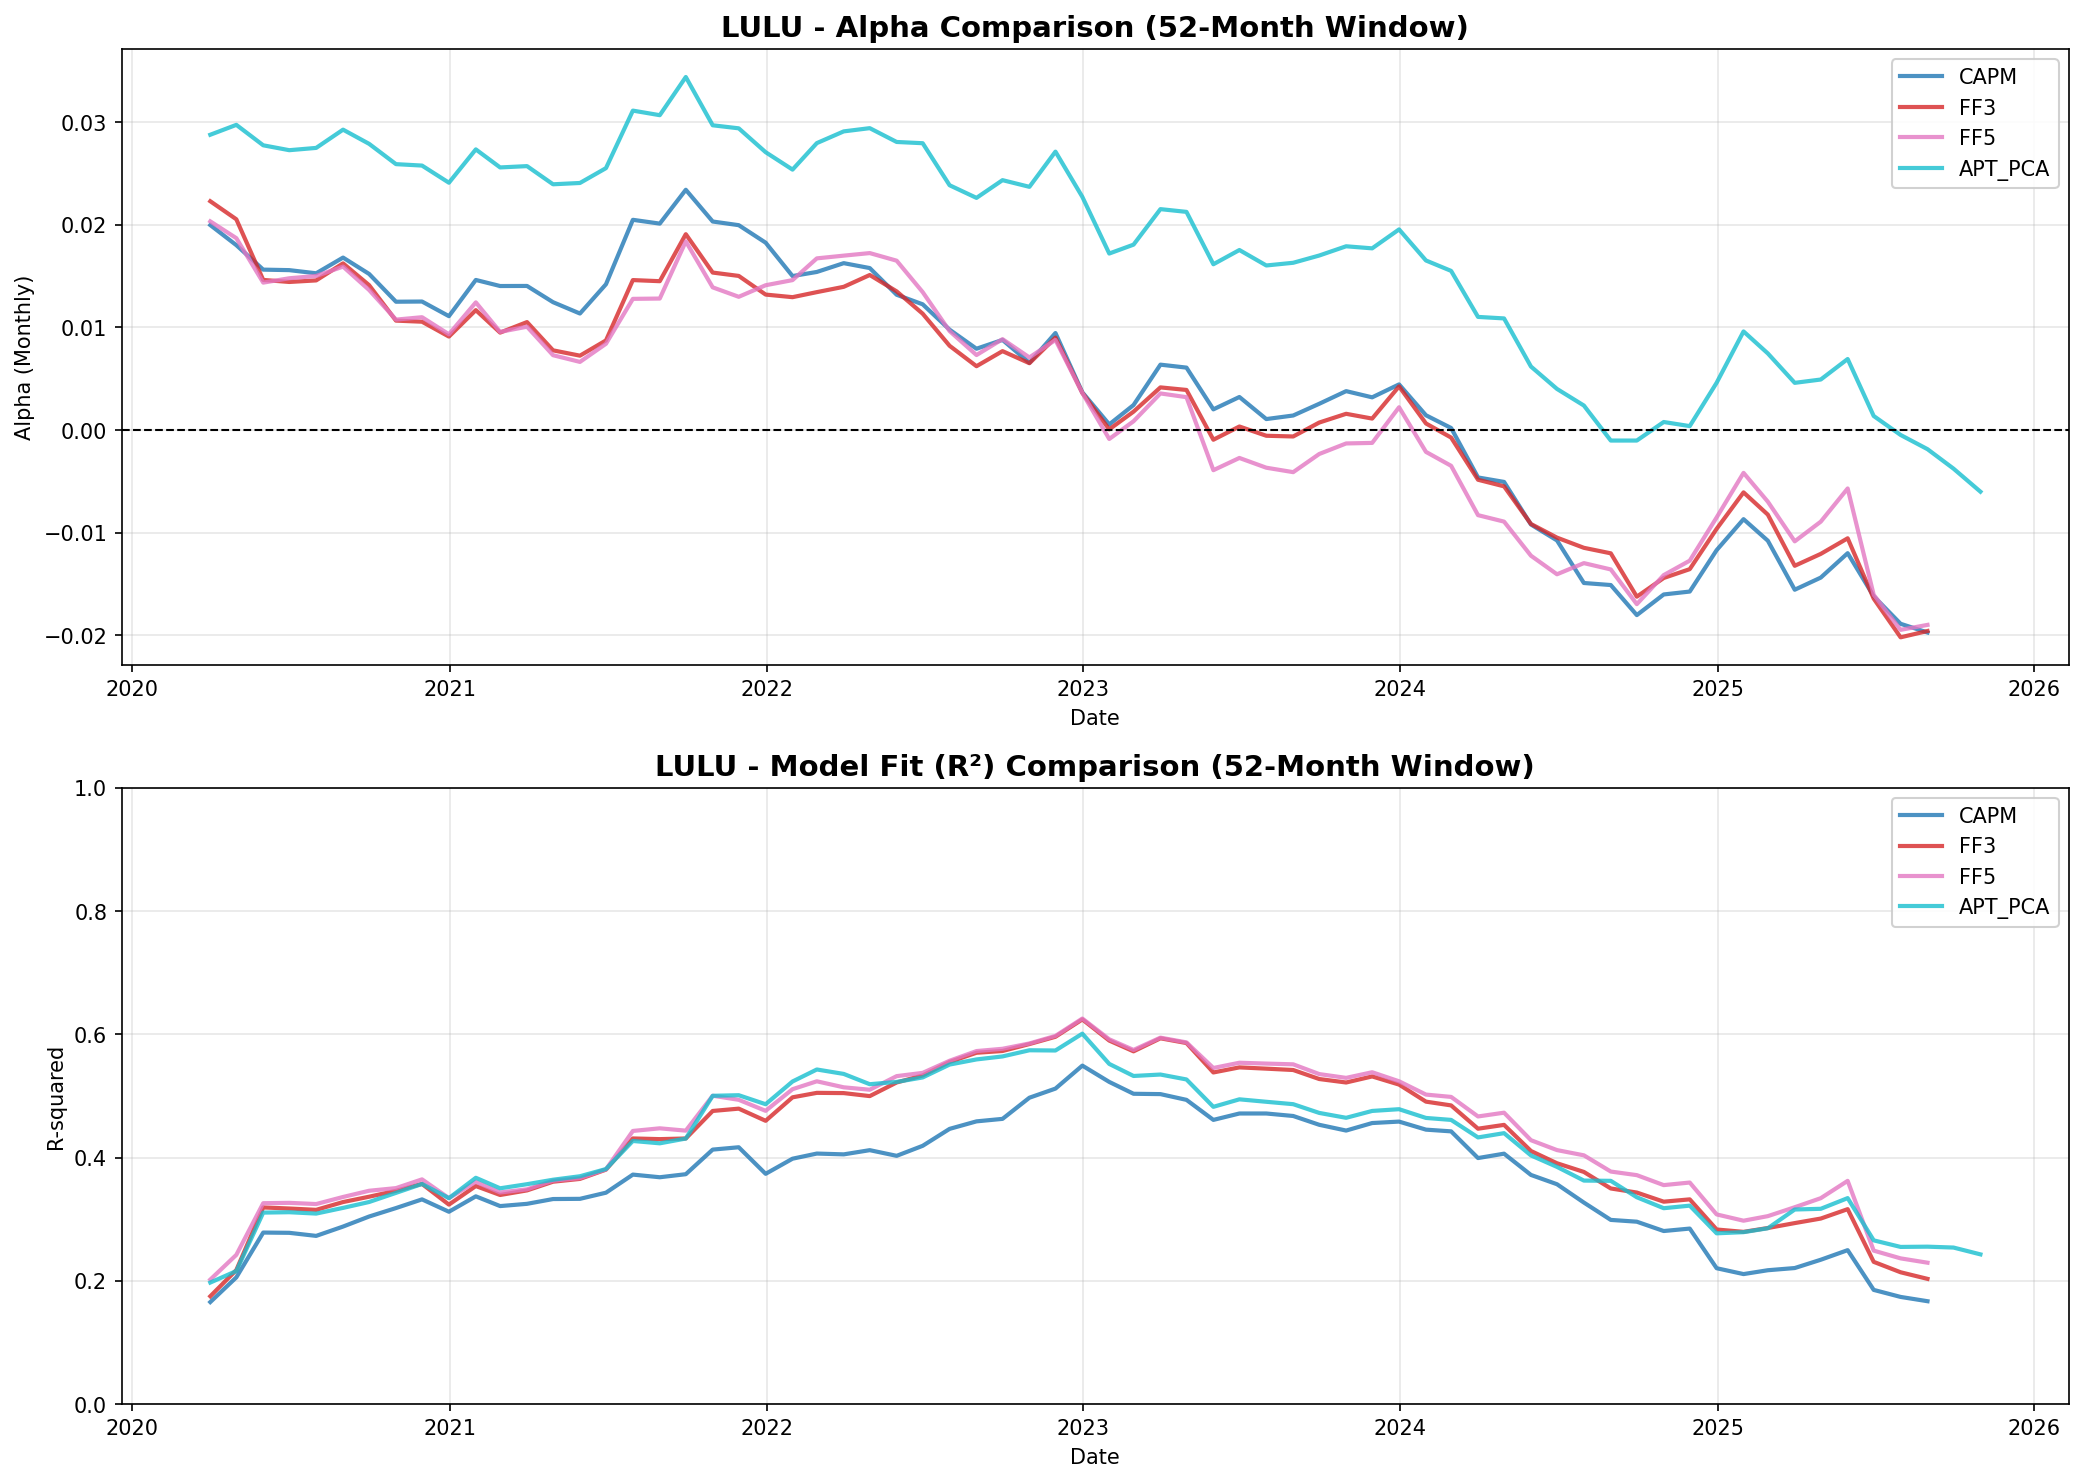 LULU - Alpha Comparison (52-Month Window)
CAPM
FF3
FF5
APT_PCA
Alpha (Monthly)
0.03
0.02
0.01
0.00
−0.01
−0.02
2020 2021 2022 2023 2024 2025 2026
Date
LULU - Model Fit (R²) Comparison (52-Month Window)
CAPM
FF3
FF5
APT_PCA
R-squared
1.0
0.8
0.6
0.4
0.2
0.0
2020 2021 2022 2023 2024 2025 2026
Date